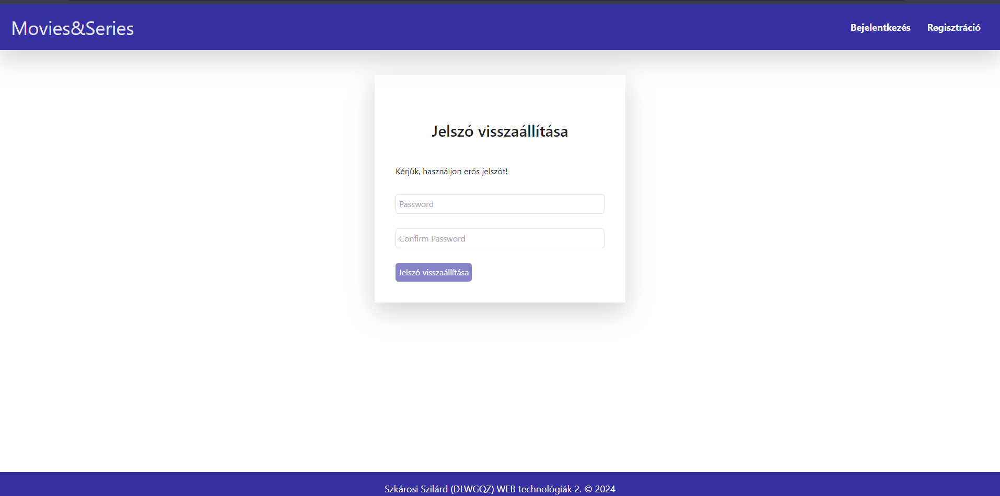 Movies&Series
Bejelentkezés
Regisztráció
Jelszó visszaállítása
Kérjük, használjon erős jelszót!
Password
Confirm Password
Jelszó visszaállítása
Szkárosi Szilárd (DLWGQZ) WEB technológiák 2. © 2024